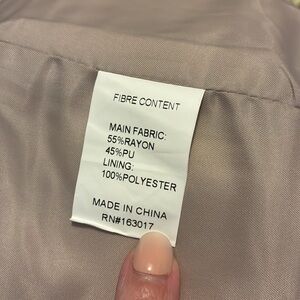 FIBRE CONTENT
MAIN FABRIC:
55%RAYON
45%PU
LINING:
100%POLYESTER
MADE IN CHINA
RN#163017